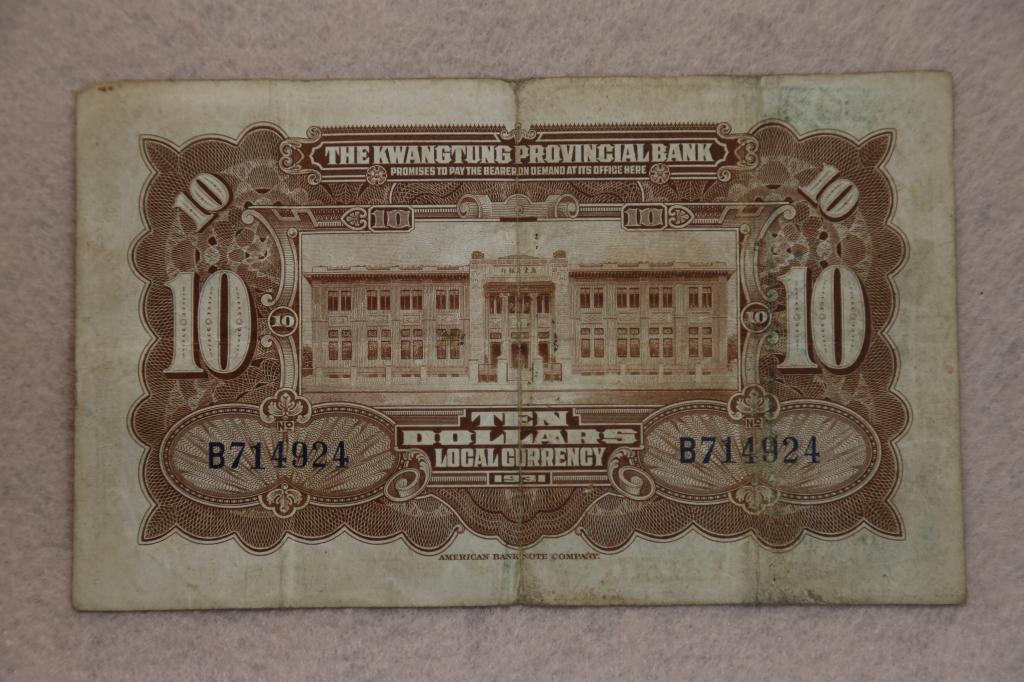 THE KWANGTUNG PROVINCIAL BANK
PROMISES TO PAY THE BEARER ON DEMAND AT ITS OFFICE HERE
10 10
10 10
10 10
10 10
TEN
DOLLARS
LOCAL CURRENCY
1931
No No
B714924 B714924
AMERICAN BANK NOTE COMPANY.